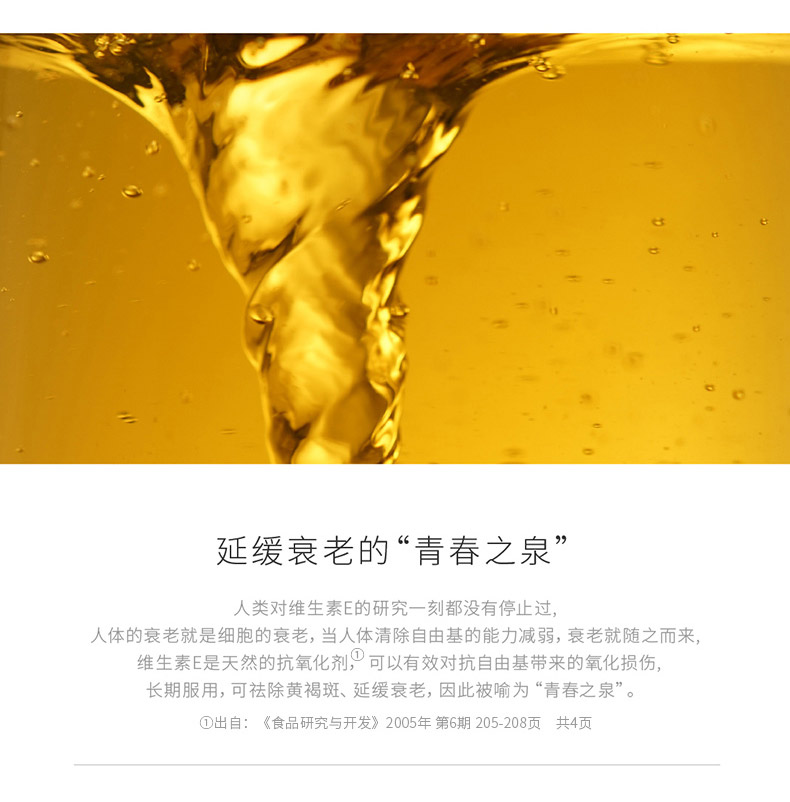 延缓衰老的“青春之泉”
人类对维生素E的研究一刻都没有停止过,
人体的衰老就是细胞的衰老, 当人体清除自由基的能力减弱, 衰老就随之而来,
维生素E是天然的抗氧化剂,① 可以有效对抗自由基带来的氧化损伤,
长期服用, 可祛除黄褐斑、延缓衰老, 因此被喻为“青春之泉”。
①出自：《食品研究与开发》2005年 第6期 205-208页 共4页